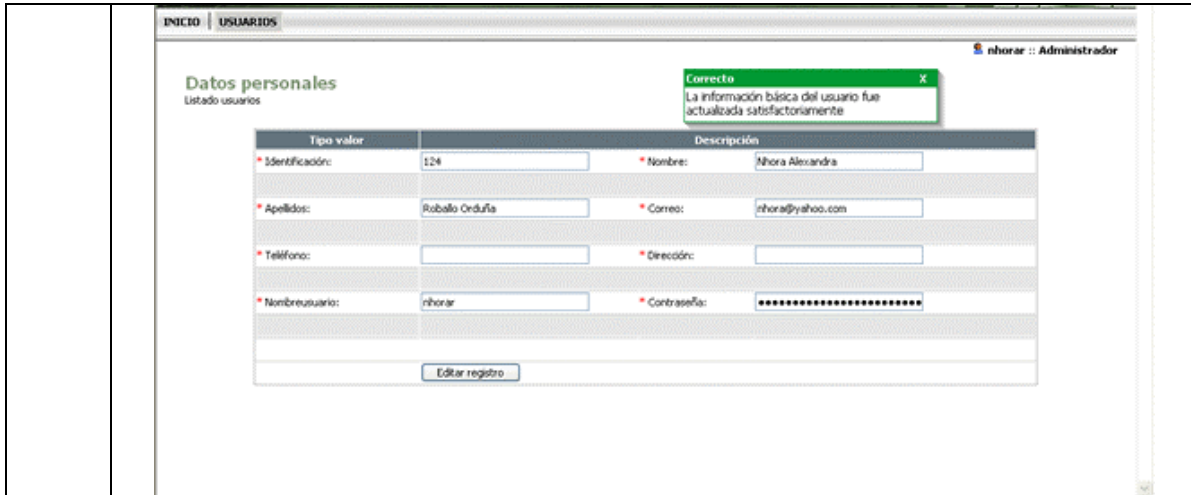 INICIO USUARIOS
nhorar :: Administrador
Datos personales
Listado usuarios
Correcto X
La información básica del usuario fue
actualizada satisfactoriamente
Tipo valor Descripción
* Identificación: 124 * Nombre: Nhora Alexandra
* Apellidos: Roballo Orduña * Correo: nhora@yahoo.com
* Teléfono: * Dirección:
* Nombreusuario: nhorar * Contraseña: ••••••••••••••••••••••••
Editar registro